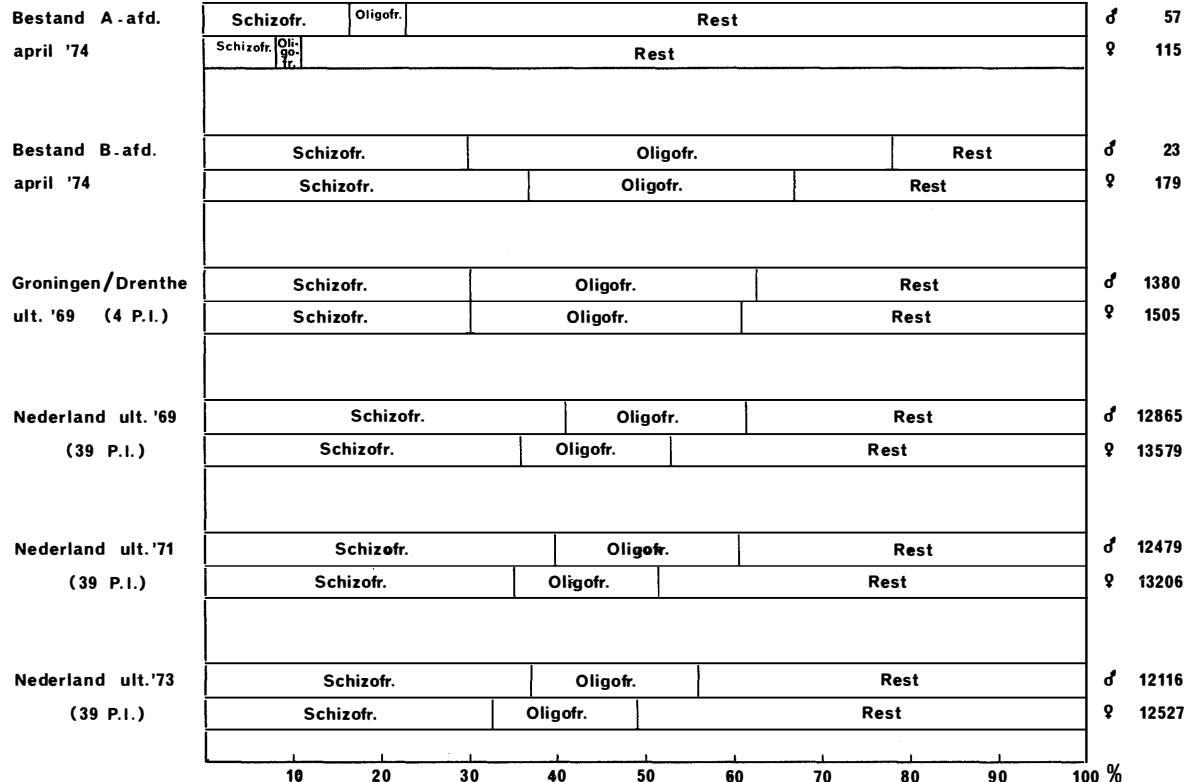 Bestand A-afd. Schizofr. Oligofr. Rest ♂ 57
april '74 Schizofr. Oli-go-fr. Rest ♀ 115
Bestand B-afd. Schizofr. Oligofr. Rest ♂ 23
april '74 Schizofr. Oligofr. Rest ♀ 179
Groningen/Drenthe Schizofr. Oligofr. Rest ♂ 1380
ult. '69 (4 P.I.) Schizofr. Oligofr. Rest ♀ 1505
Nederland ult. '69 Schizofr. Oligofr. Rest ♂ 12865
(39 P.I.) Schizofr. Oligofr. Rest ♀ 13579
Nederland ult. '71 Schizofr. Oligofr. Rest ♂ 12479
(39 P.I.) Schizofr. Oligofr. Rest ♀ 13206
Nederland ult. '73 Schizofr. Oligofr. Rest ♂ 12116
(39 P.I.) Schizofr. Oligofr. Rest ♀ 12527
10 20 30 40 50 60 70 80 90 100 %